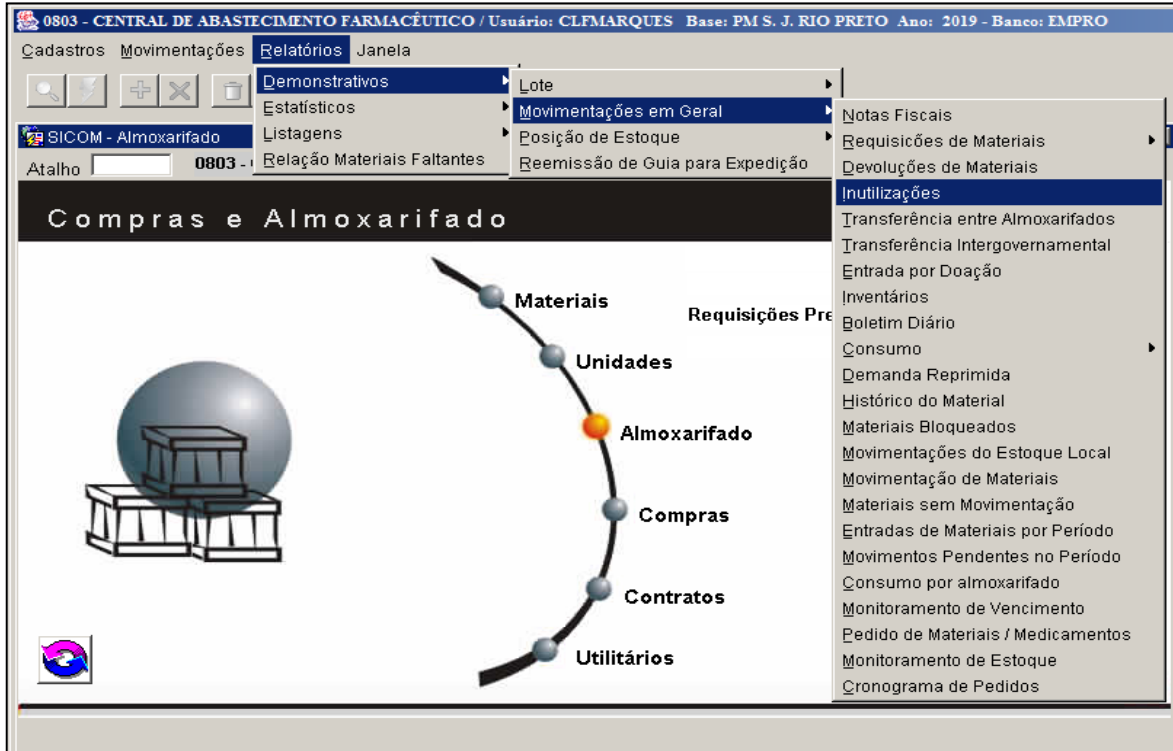 0803 - CENTRAL DE ABASTECIMENTO FARMACÊUTICO / Usuário: CLFMARQUES Base: PM S. J. RIO PRETO Ano: 2019 - Banco: EMPRO
Cadastros Movimentações Relatórios Janela
Demonstrativos
Estatísticos
Listagens
Relação Materiais Faltantes
Lote
Movimentações em Geral
Posição de Estoque
Reemissão de Guia para Expedição
Notas Fiscais
Requisicões de Materiais
Devoluções de Materiais
Inutilizações
Transferência entre Almoxarifados
Transferência Intergovernamental
Entrada por Doação
Inventários
Boletim Diário
Consumo
Demanda Reprimida
Histórico do Material
Materiais Bloqueados
Movimentações do Estoque Local
Movimentação de Materiais
Materiais sem Movimentação
Entradas de Materiais por Período
Movimentos Pendentes no Período
Consumo por almoxarifado
Monitoramento de Vencimento
Pedido de Materiais / Medicamentos
Monitoramento de Estoque
Cronograma de Pedidos
SICOM - Almoxarifado
Atalho 0803 -
Compras e Almoxarifado
Materiais
Requisições
Unidades
Almoxarifado
Compras
Contratos
Utilitários